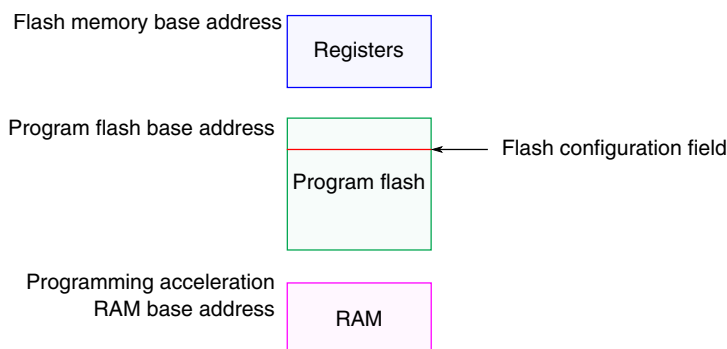 Flash memory base address
Registers
Program flash base address
Flash configuration field
Program flash
Programming acceleration
RAM base address
RAM